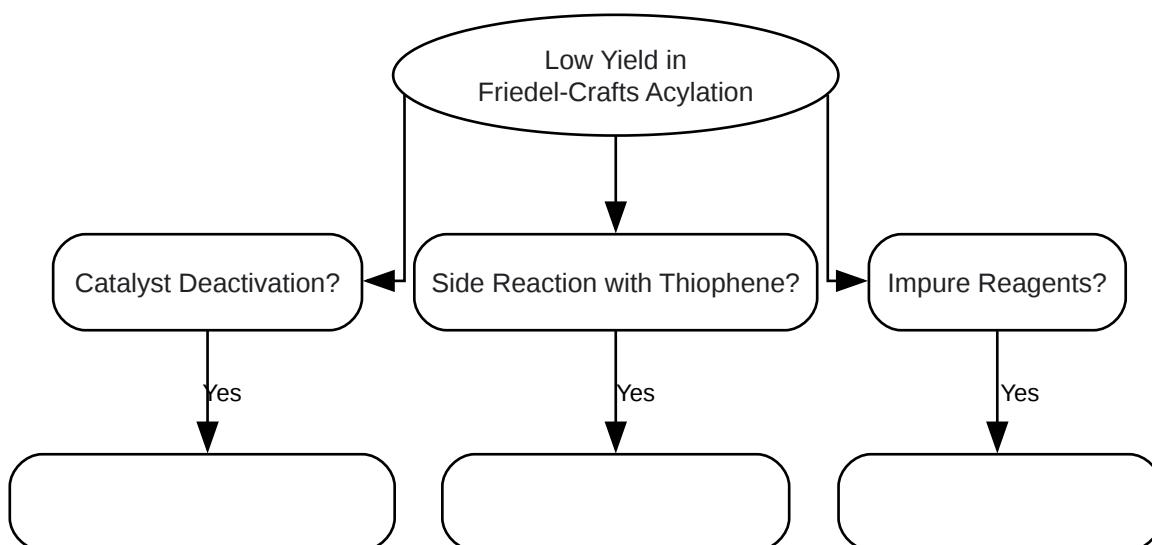 Low Yield in
Friedel-Crafts Acylation
Catalyst Deactivation?
Side Reaction with Thiophene?
Impure Reagents?
Yes
Yes
Yes